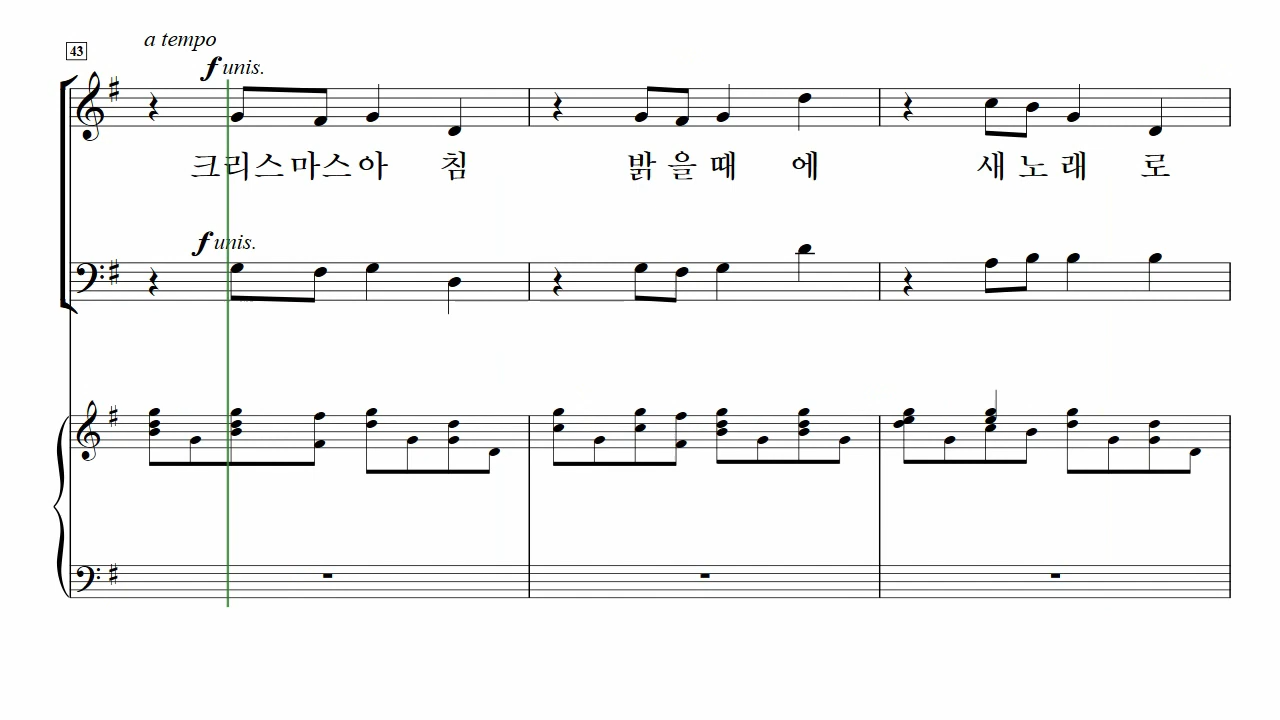 a tempo
43
f unis.
크리스마스아 침 밝 을 때 에 새 노 래 로
f unis.